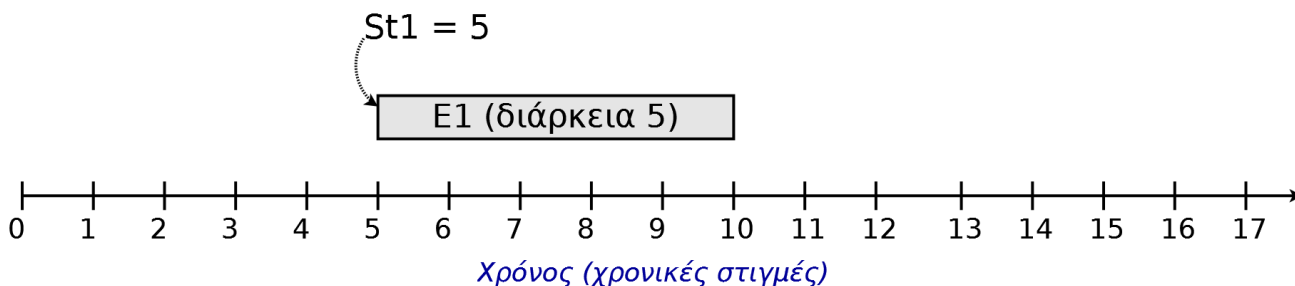 St1 = 5
E1 (διάρκεια 5)
0 1 2 3 4 5 6 7 8 9 10 11 12 13 14 15 16 17
Χρόνος (χρονικές στιγμές)